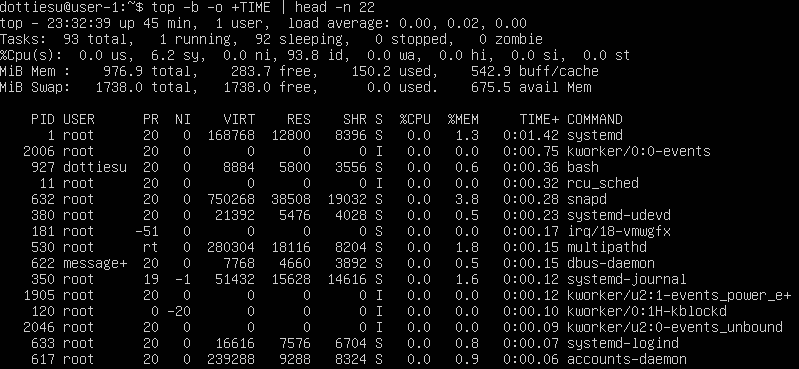 dottiesu@user-1:~$ top -b -o +TIME | head -n 22
top - 23:32:39 up 45 min,  1 user,  load average: 0.00, 0.02, 0.00
Tasks:  93 total,   1 running,  92 sleeping,   0 stopped,   0 zombie
%Cpu(s):  0.0 us,  6.2 sy,  0.0 ni, 93.8 id,  0.0 wa,  0.0 hi,  0.0 si,  0.0 st
MiB Mem :    976.9 total,    283.7 free,    150.2 used,    542.9 buff/cache
MiB Swap:   1738.0 total,   1738.0 free,      0.0 used.    675.5 avail Mem

    PID USER      PR  NI    VIRT    RES    SHR S  %CPU  %MEM     TIME+ COMMAND
      1 root      20   0  168768  12800   8396 S   0.0   1.3   0:01.42 systemd
   2006 root      20   0       0      0      0 I   0.0   0.0   0:00.75 kworker/0:0-events
    927 dottiesu  20   0    8884   5800   3556 S   0.0   0.6   0:00.36 bash
     11 root      20   0       0      0      0 I   0.0   0.0   0:00.32 rcu_sched
    632 root      20   0  750268  38508  19032 S   0.0   3.8   0:00.28 snapd
    380 root      20   0   21392   5476   4028 S   0.0   0.5   0:00.23 systemd-udevd
    181 root     -51   0       0      0      0 S   0.0   0.0   0:00.17 irq/18-vmwgfx
    530 root      rt   0  280304  18116   8204 S   0.0   1.8   0:00.15 multipathd
    622 message+  20   0    7768   4660   3892 S   0.0   0.5   0:00.15 dbus-daemon
    350 root      19  -1   51432  15628  14616 S   0.0   1.6   0:00.12 systemd-journal
   1905 root      20   0       0      0      0 I   0.0   0.0   0:00.12 kworker/u2:1-events_power_e+
    120 root       0 -20       0      0      0 I   0.0   0.0   0:00.10 kworker/0:1H-kblockd
   2046 root      20   0       0      0      0 I   0.0   0.0   0:00.09 kworker/u2:0-events_unbound
    633 root      20   0   16616   7576   6704 S   0.0   0.8   0:00.07 systemd-logind
    617 root      20   0  239288   9288   8324 S   0.0   0.9   0:00.06 accounts-daemon